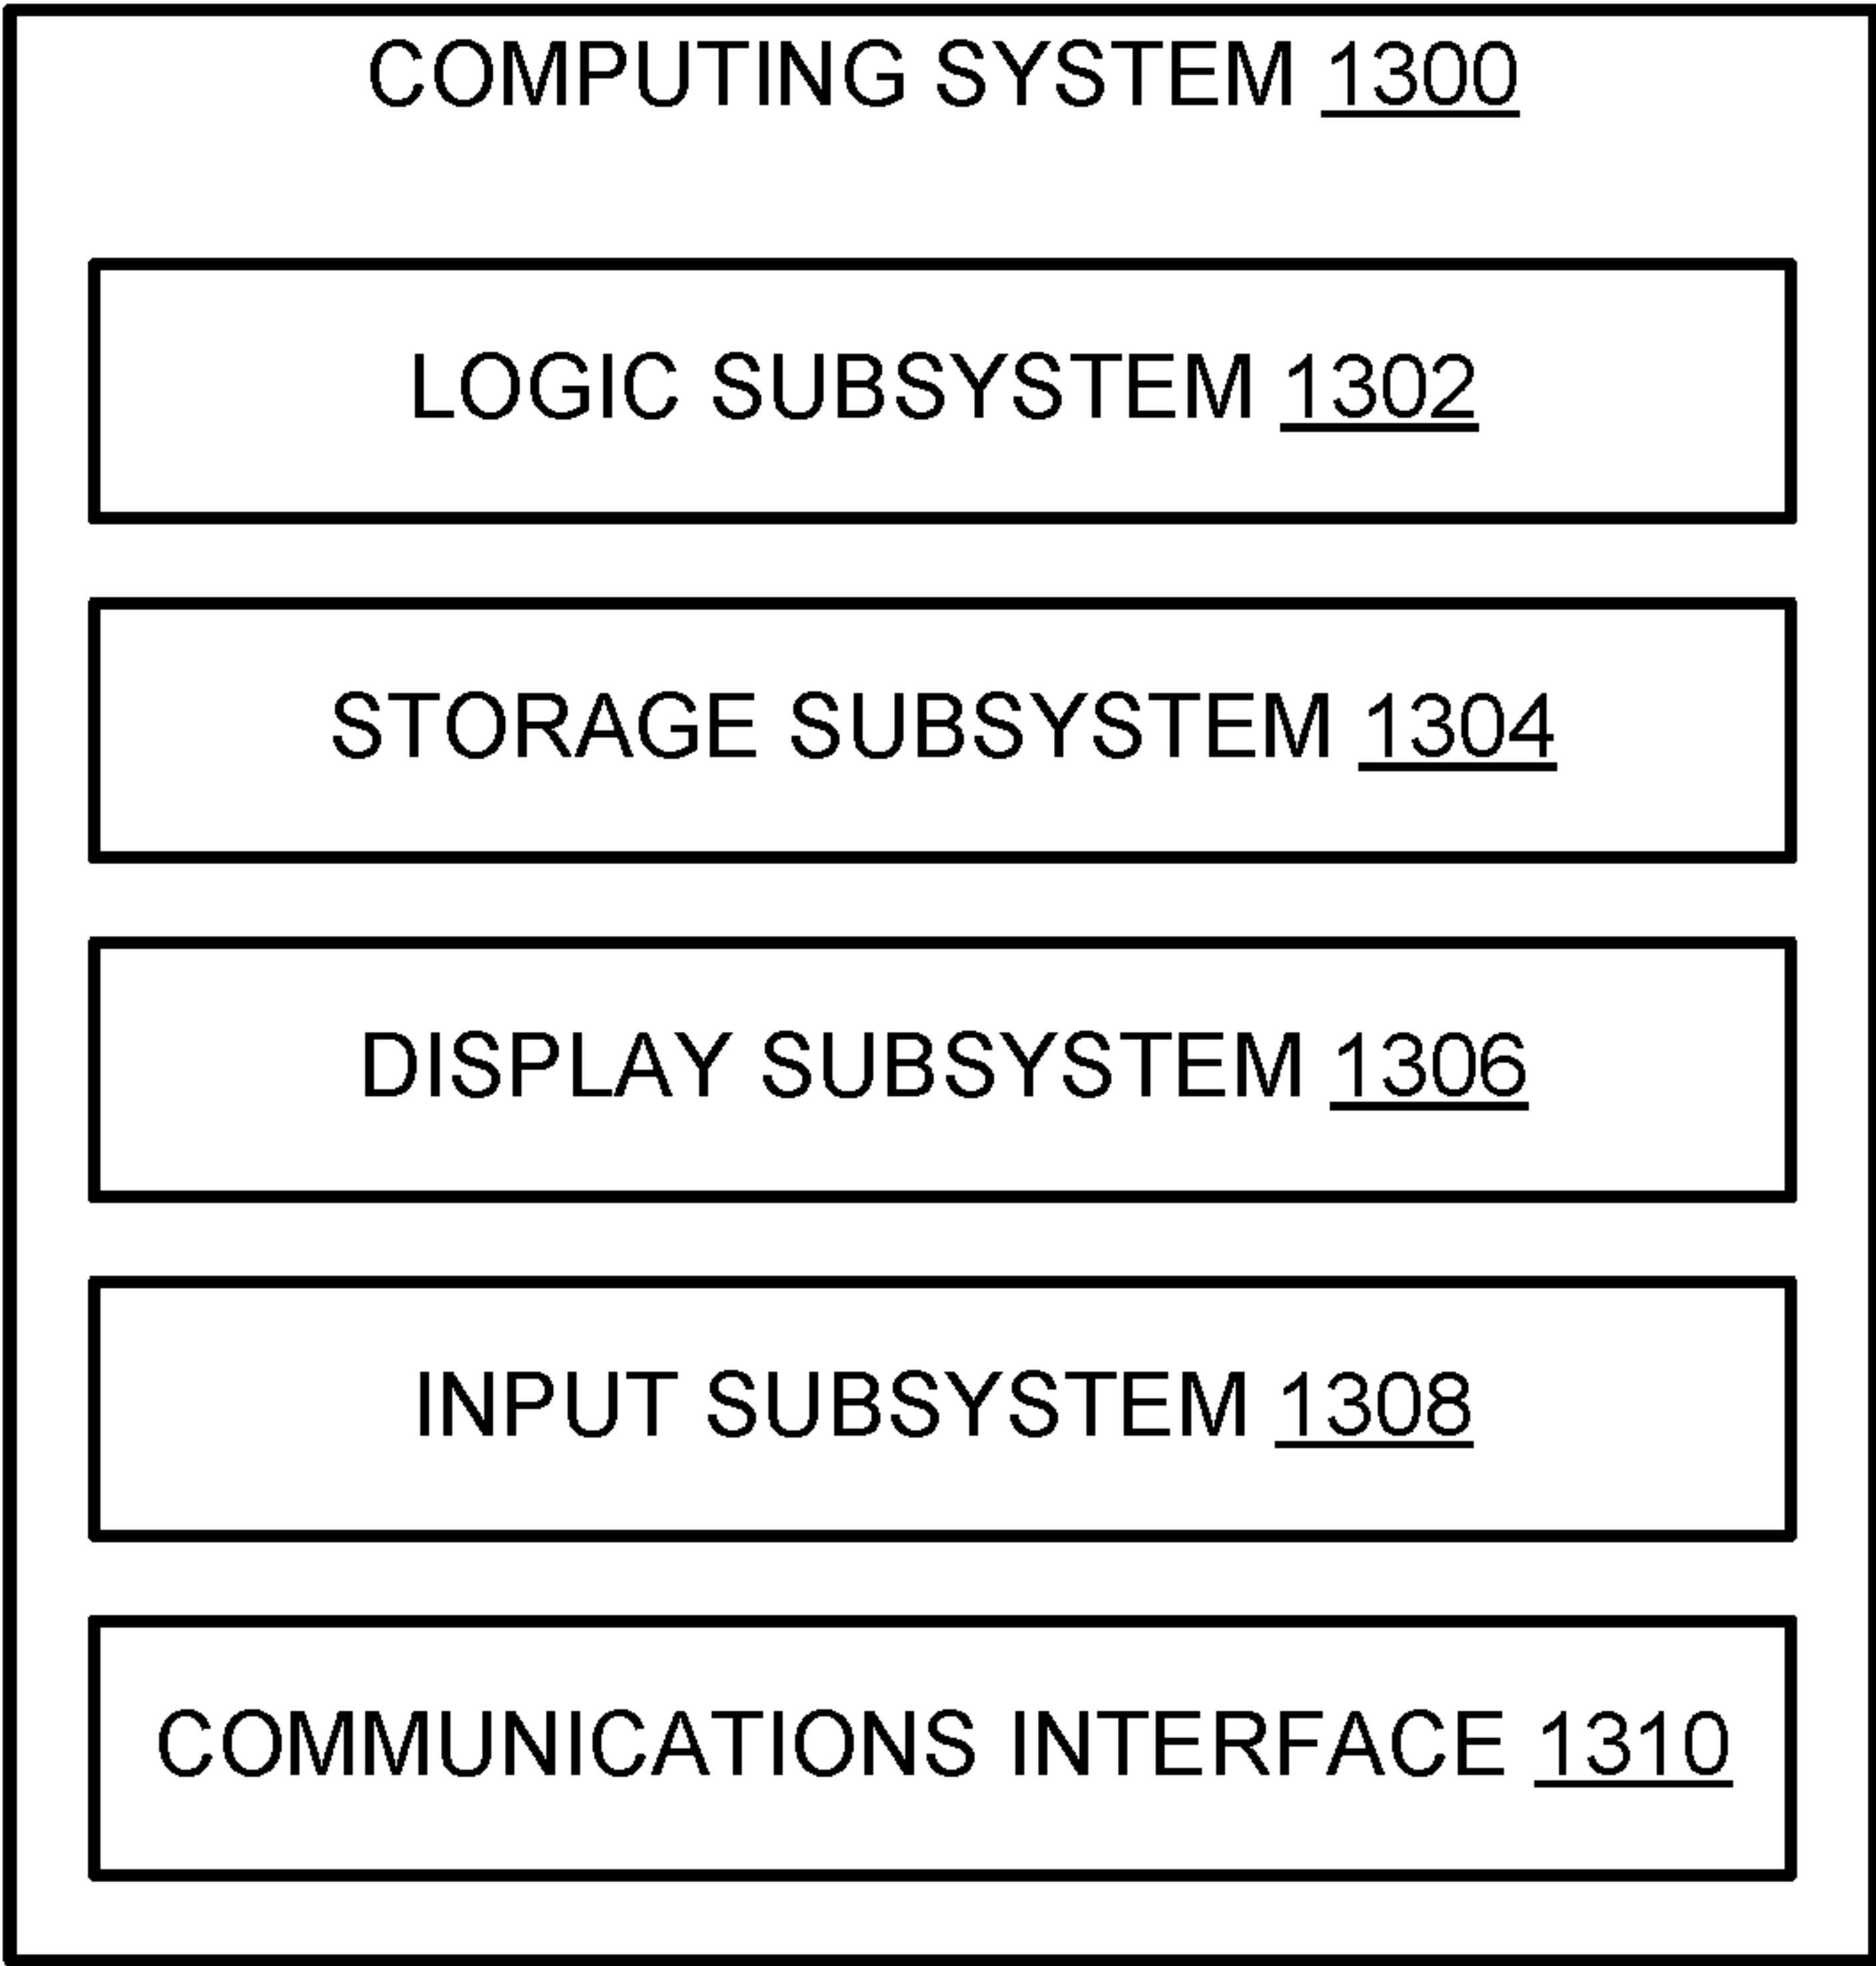 COMPUTING SYSTEM 1300
LOGIC SUBSYSTEM 1302
STORAGE SUBSYSTEM 1304
DISPLAY SUBSYSTEM 1306
INPUT SUBSYSTEM 1308
COMMUNICATIONS INTERFACE 1310